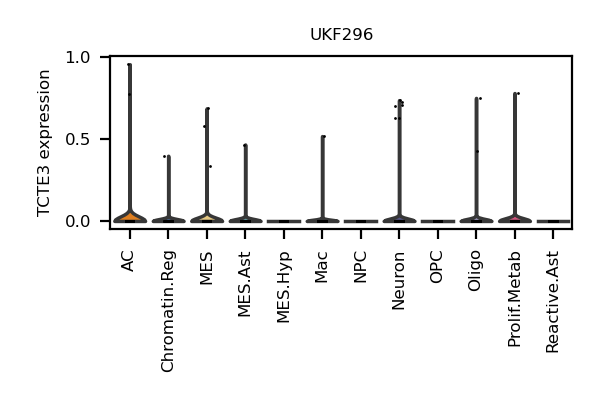 UKF296
TCTE3 expression
1.0
0.5
0.0
AC
Chromatin.Reg
MES
MES.Ast
MES.Hyp
Mac
NPC
Neuron
OPC
Oligo
Prolif.Metab
Reactive.Ast